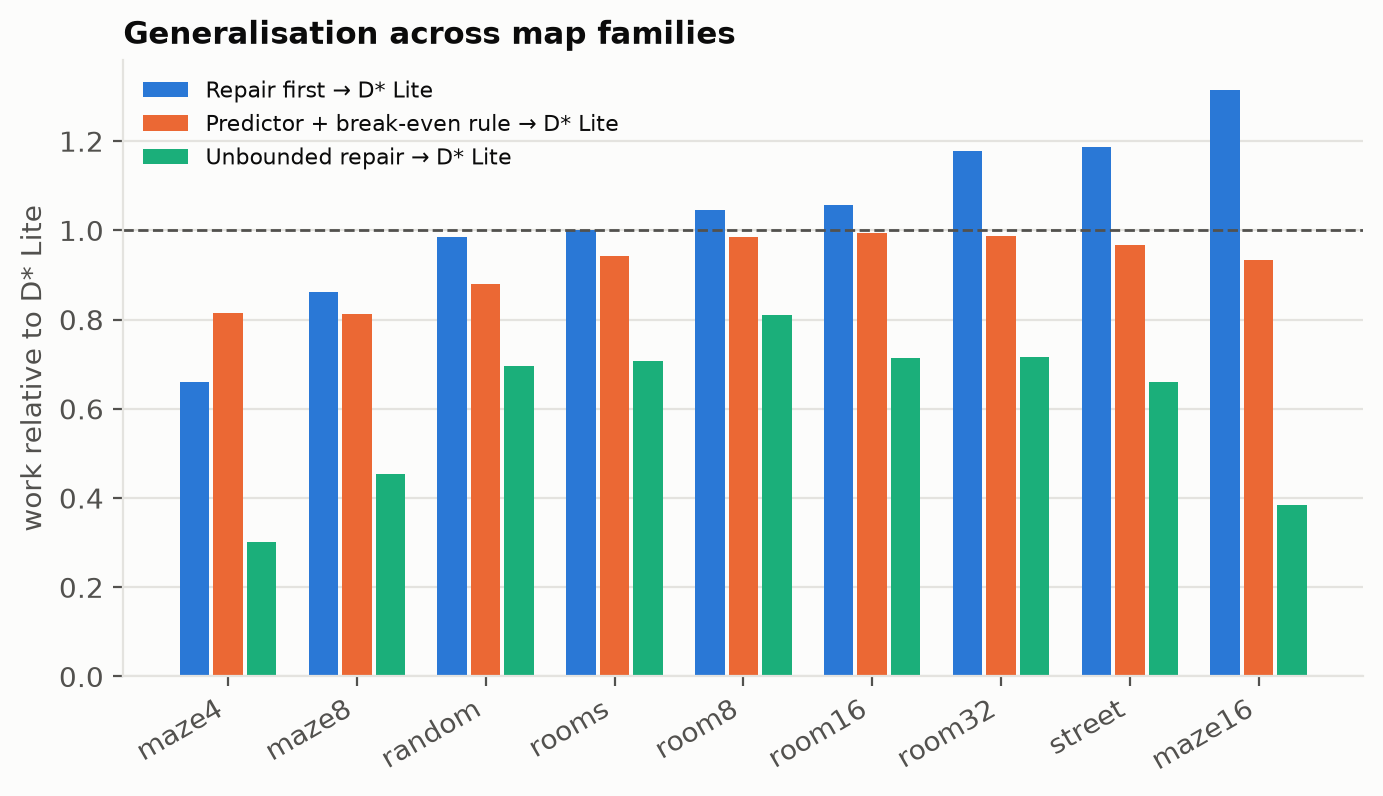 Generalisation across map families
Repair first → D* Lite
Predictor + break-even rule → D* Lite
Unbounded repair → D* Lite
work relative to D* Lite
1.2
1.0
0.8
0.6
0.4
0.2
0.0
maze4
maze8
random
rooms
room8
room16
room32
street
maze16